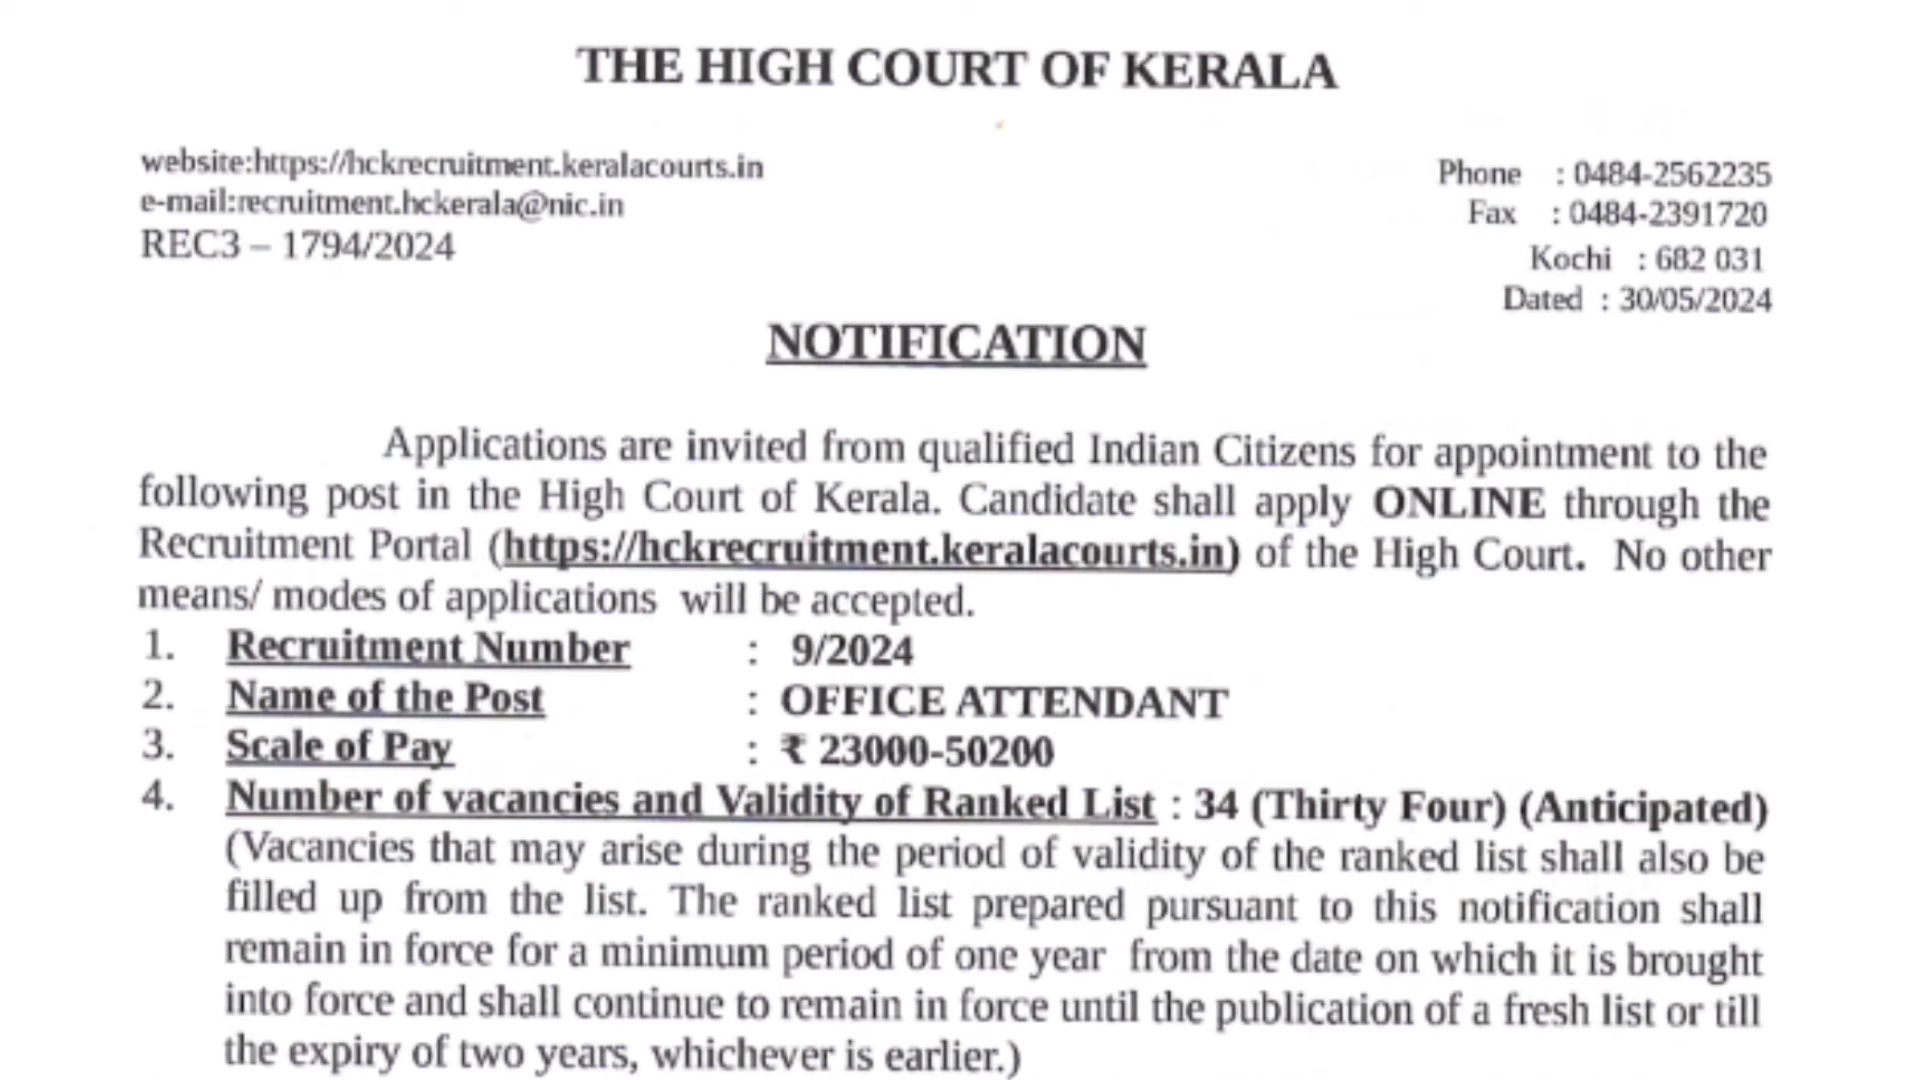 THE HIGH COURT OF KERALA
website:https://hckrecruitment.keralacourts.in
e-mail:recruitment.hckerala@nic.in
REC3 – 1794/2024
Phone : 0484-2562235
Fax : 0484-2391720
Kochi : 682 031
Dated : 30/05/2024
NOTIFICATION
Applications are invited from qualified Indian Citizens for appointment to the
following post in the High Court of Kerala. Candidate shall apply ONLINE through the
Recruitment Portal (https://hckrecruitment.keralacourts.in) of the High Court. No other
means/ modes of applications will be accepted.
1. Recruitment Number : 9/2024
2. Name of the Post : OFFICE ATTENDANT
3. Scale of Pay : ₹ 23000-50200
4. Number of vacancies and Validity of Ranked List : 34 (Thirty Four) (Anticipated)
(Vacancies that may arise during the period of validity of the ranked list shall also be
filled up from the list. The ranked list prepared pursuant to this notification shall
remain in force for a minimum period of one year from the date on which it is brought
into force and shall continue to remain in force until the publication of a fresh list or till
the expiry of two years, whichever is earlier.)